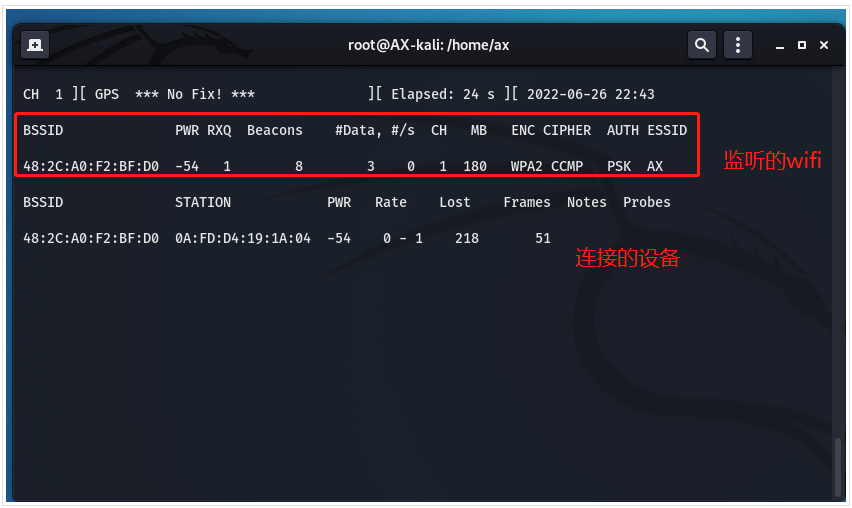 root@AX-kali: /home/ax
CH 1 ][ GPS *** No Fix! *** ][ Elapsed: 24 s ][ 2022-06-26 22:43
BSSID PWR RXQ Beacons #Data, #/s CH MB ENC CIPHER AUTH ESSID
48:2C:A0:F2:BF:D0 -54 1 8 3 0 1 180 WPA2 CCMP PSK AX
监听的wifi
BSSID STATION PWR Rate Lost Frames Notes Probes
48:2C:A0:F2:BF:D0 0A:FD:D4:19:1A:04 -54 0 - 1 218 51
连接的设备